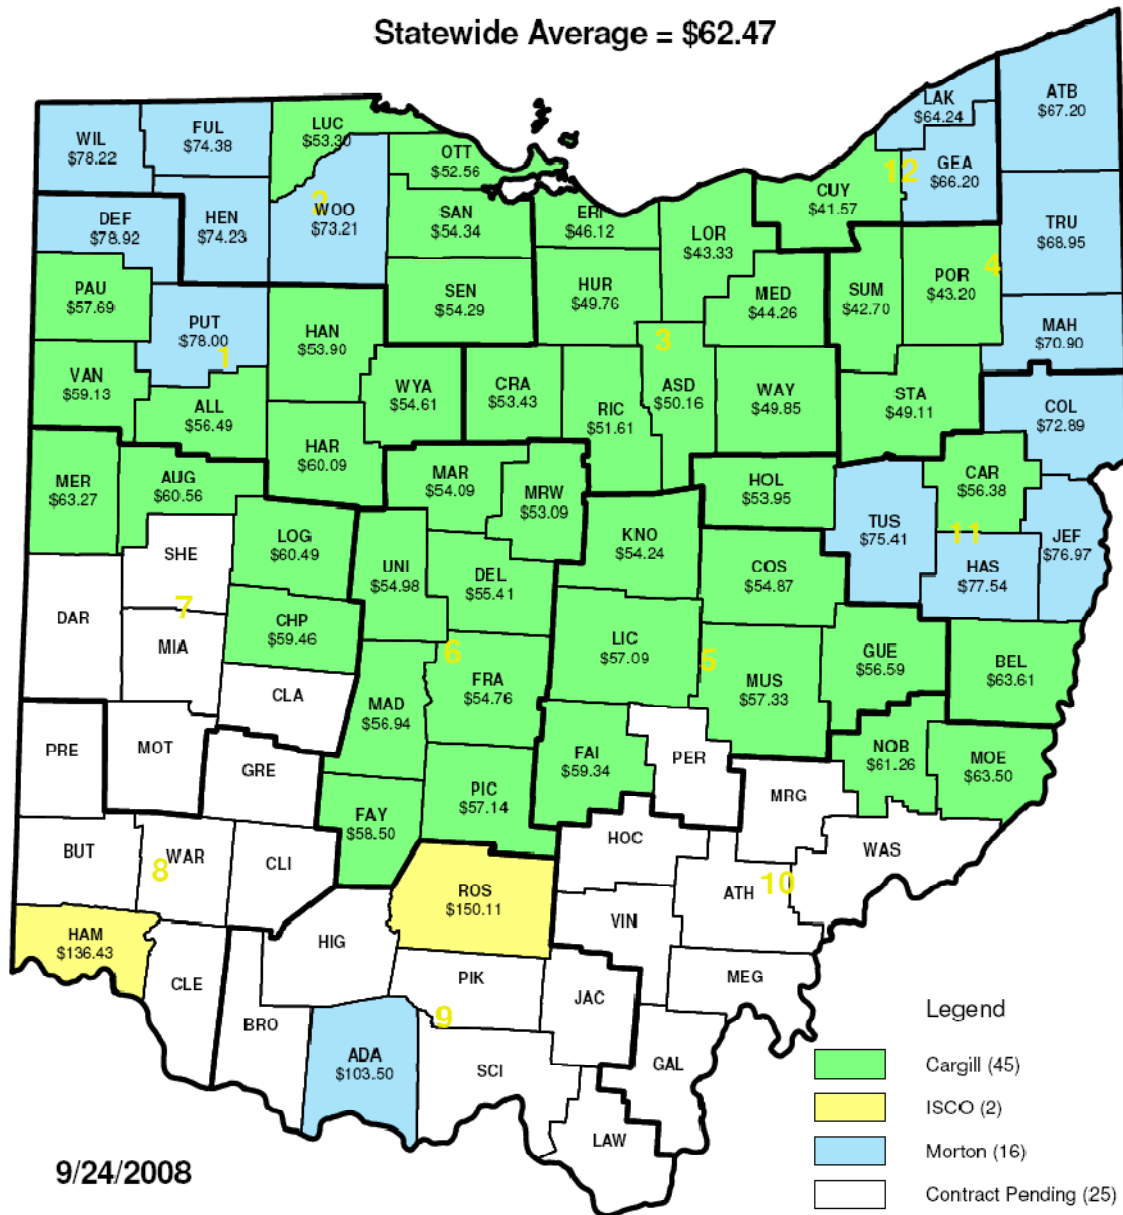 Statewide Average = $62.47
WIL
$78.22
FUL
$74.38
LUC
$53.30
OTT
$52.56
LAK
$64.24
ATB
$67.20
GEA
$66.20
12
CUY
$41.57
DEF
$78.92
HEN
$74.23
2
WOO
$73.21
SAN
$54.34
ERI
$46.12
LOR
$43.33
TRU
$68.95
PAU
$57.69
SEN
$54.29
HUR
$49.76
MED
$44.26
SUM
$42.70
POR
$43.20
4
PUT
$78.00
1
HAN
$53.90
3
MAH
$70.90
VAN
$59.13
ALL
$56.49
WYA
$54.61
CRA
$53.43
RIC
$51.61
ASD
$50.16
WAY
$49.85
STA
$49.11
COL
$72.89
HAR
$60.09
MER
$63.27
AUG
$60.56
MAR
$54.09
MRW
$53.09
HOL
$53.95
CAR
$56.38
TUS
$75.41
11
JEF
$76.97
SHE
LOG
$60.49
UNI
$54.98
DEL
$55.41
KNO
$54.24
COS
$54.87
HAS
$77.54
DAR
7
MIA
CHP
$59.46
6
LIC
$57.09
5
GUE
$56.59
BEL
$63.61
CLA
MAD
$56.94
FRA
$54.76
MUS
$57.33
PRE
MOT
GRE
FAI
$59.34
PER
NOB
$61.26
MOE
$63.50
FAY
$58.50
PIC
$57.14
MRG
BUT
8
WAR
CLI
HOC
WAS
ROS
$150.11
ATH
10
HAM
$136.43
HIG
VIN
CLE
PIK
JAC
MEG
BRO
9
ADA
$103.50
SCI
GAL
LAW
Legend
Cargill (45)
ISCO (2)
Morton (16)
Contract Pending (25)
9/24/2008